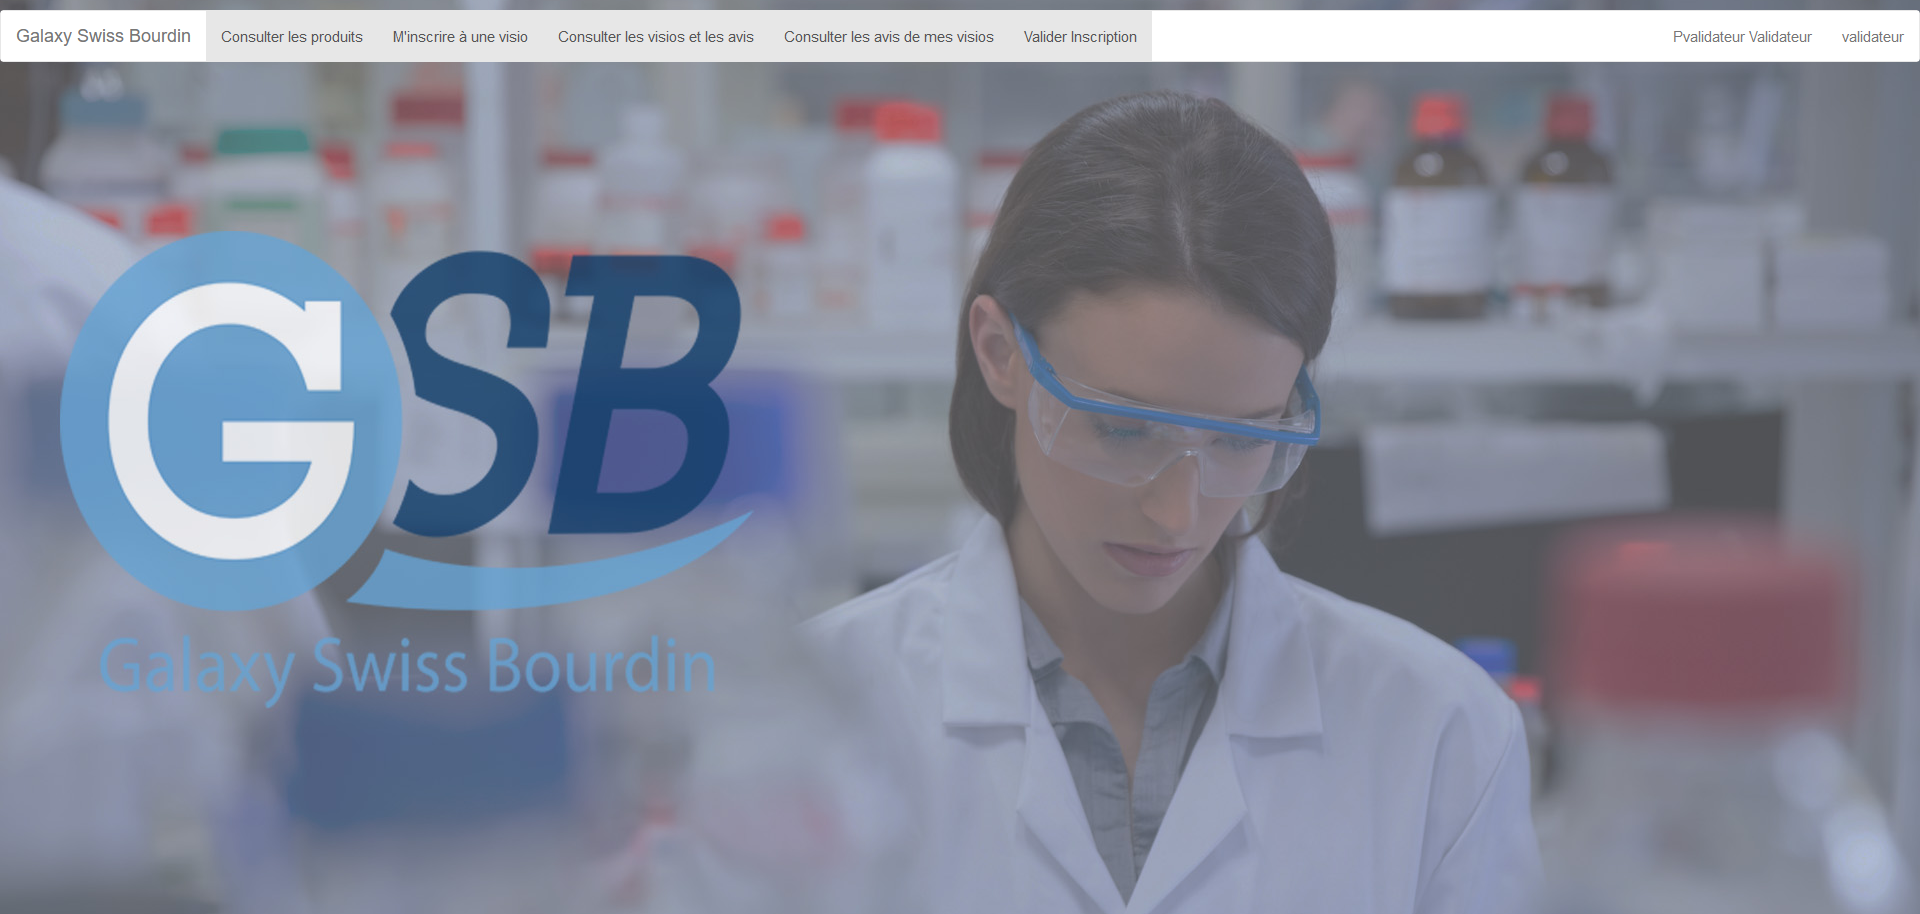 Galaxy Swiss Bourdin Consulter les produits M'inscrire à une visio Consulter les visios et les avis Consulter les avis de mes visios Valider Inscription Pvalidateur Validateur validateur
GSB
Galaxy Swiss Bourdin